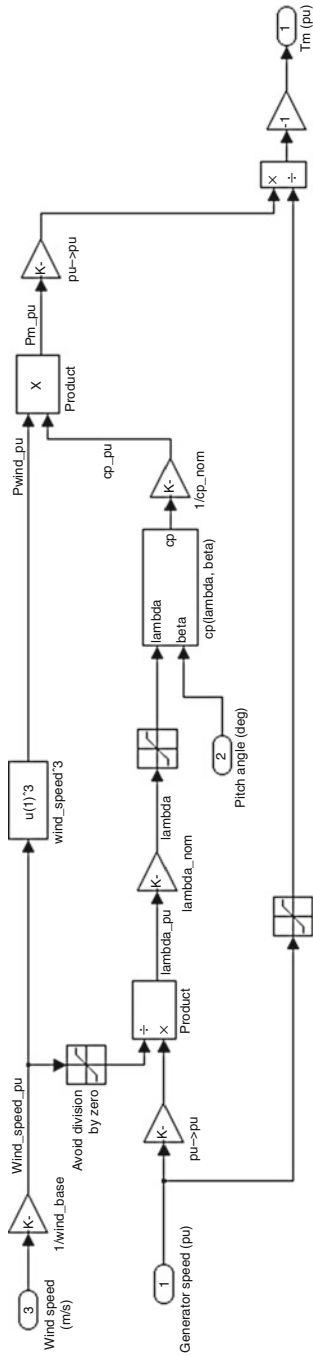 3
Wind speed
(m/s)
K-
1/wind_base
Wind_speed_pu
Avoid division
by zero
u(1)^3
wind_speed^3
Pwind_pu
X
Product
Pm_pu
K-
pu->pu
1
Generator speed (pu)
K-
pu->pu
÷
×
Product
lambda_pu
K-
lambda_nom
lambda
2
Pitch angle (deg)
lambda
beta
cp
cp(lambda, beta)
K-
1/cp_nom
cp_pu
×
÷
-1
1
Tm (pu)